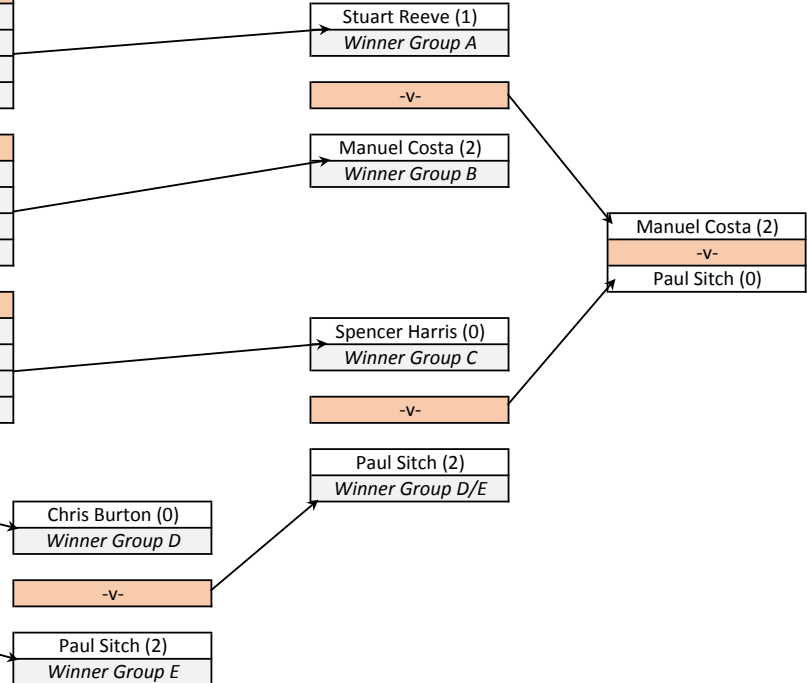 Stuart Reeve (1)
Winner Group A
-v-
Manuel Costa (2)
Winner Group B
Manuel Costa (2)
-v-
Paul Sitch (0)
Spencer Harris (0)
Winner Group C
-v-
Paul Sitch (2)
Winner Group D/E
Chris Burton (0)
Winner Group D
-v-
Paul Sitch (2)
Winner Group E